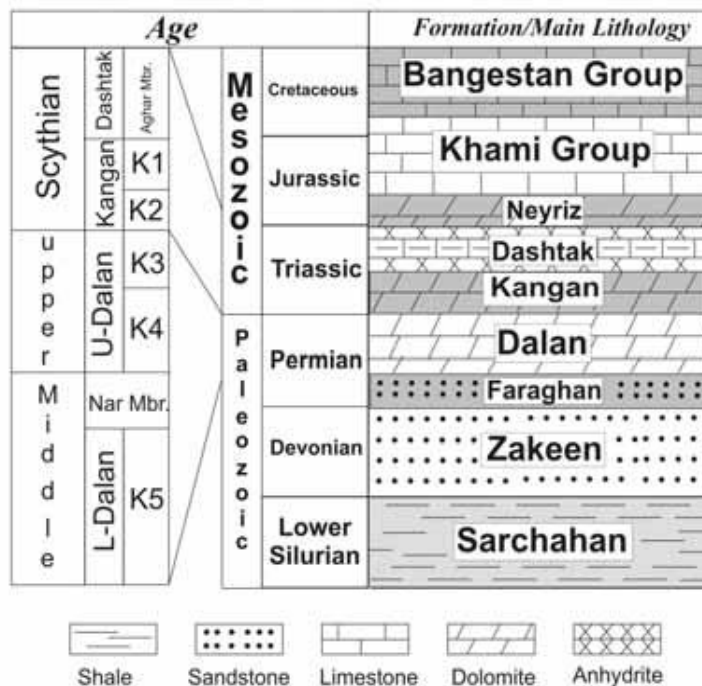 Age
Formation/Main Lithology
Scythian
Dashtak
Aghar Mbr.
Kangan
K1
K2
upper
U-Dalan
K3
K4
Middle
Nar Mbr.
L-Dalan
K5
Mesozoic
Cretaceous
Jurassic
Triassic
Paleozoic
Permian
Devonian
Lower
Silurian
Bangestan Group
Khami Group
Neyriz
Dashtak
Kangan
Dalan
Faraghan
Zakeen
Sarchahan
Shale
Sandstone
Limestone
Dolomite
Anhydrite